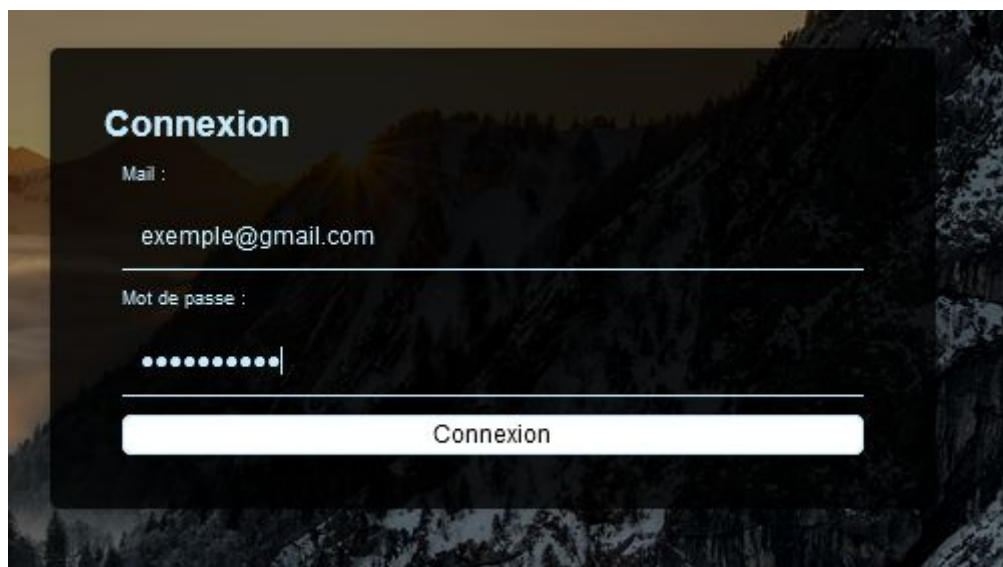 Connexion
Mail :
exemple@gmail.com
Mot de passe :
••••••••••
Connexion